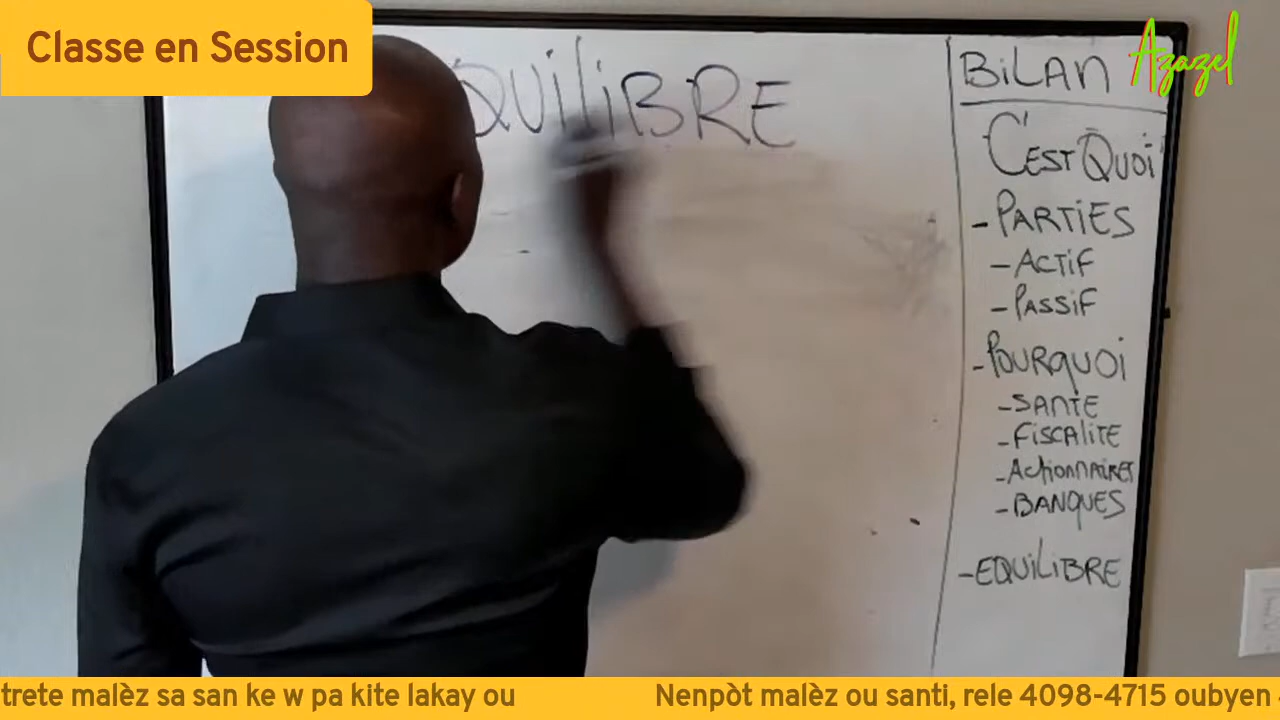 Classe en Session
QUiLiBRE
BiLAN
Azazel
C'EST QUOi
- PARTiES
- ACTiF
- PASSiF
- POURQUOi
- SANTE
- FiSCALiTE
- ActionnAiRES
- BANQUES
- EQUiLiBRE
trete malèz sa san ke w pa kite lakay ou
Nenpòt malèz ou santi, rele 4098-4715 oubyen